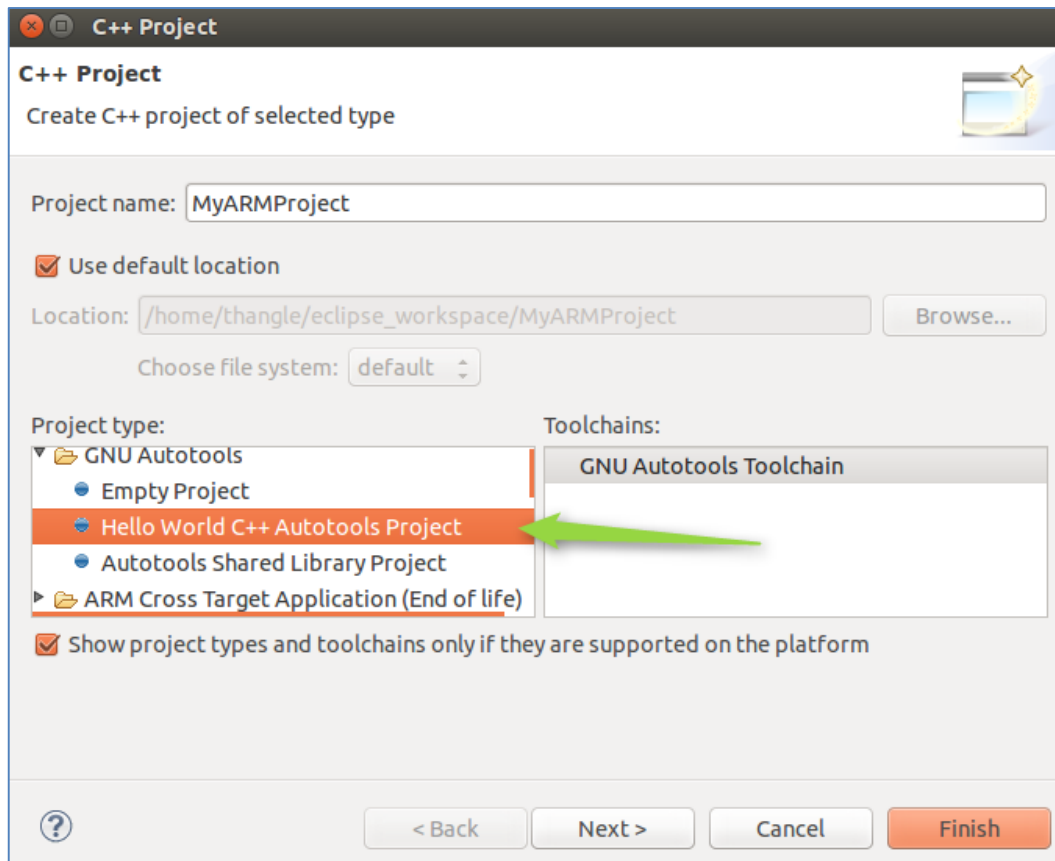 C++ Project
C++ Project
Create C++ project of selected type
Project name: MyARMProject
Use default location
Location: /home/thangle/eclipse_workspace/MyARMProject Browse...
Choose file system: default
Project type: Toolchains:
GNU Autotools GNU Autotools Toolchain
Empty Project
Hello World C++ Autotools Project
Autotools Shared Library Project
ARM Cross Target Application (End of life)
Show project types and toolchains only if they are supported on the platform
? < Back Next > Cancel Finish